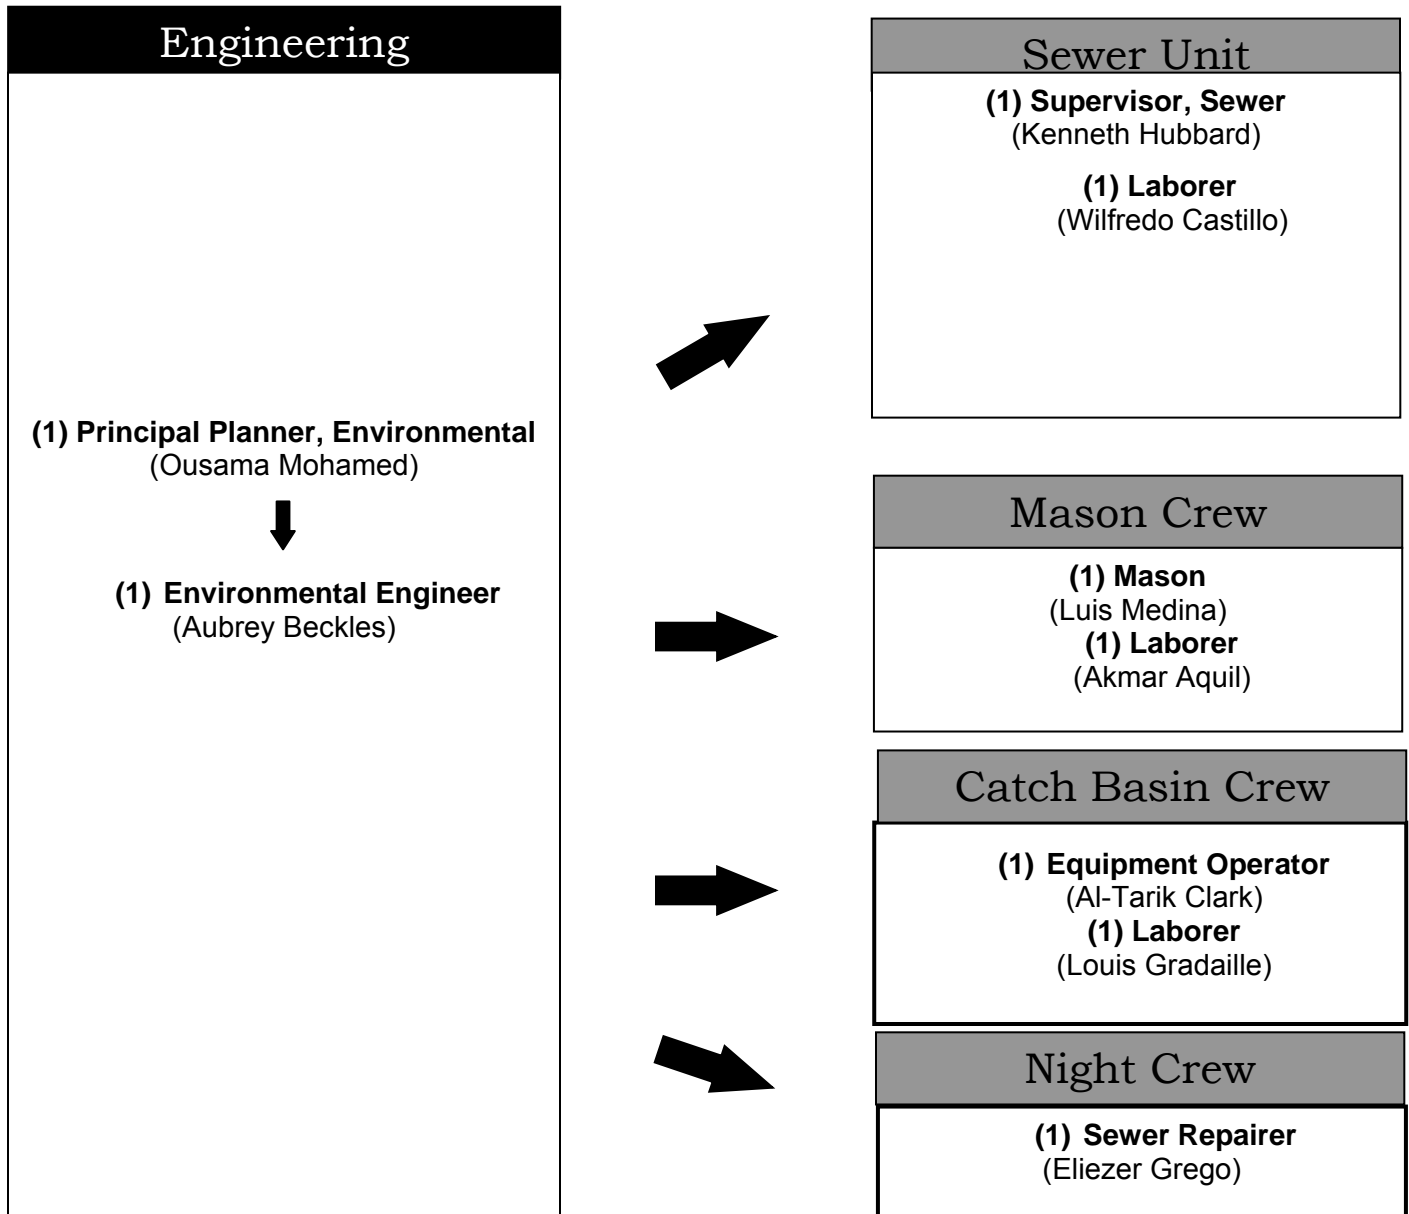 Engineering
(1) Principal Planner, Environmental
(Ousama Mohamed)
(1) Environmental Engineer
(Aubrey Beckles)
Sewer Unit
(1) Supervisor, Sewer
(Kenneth Hubbard)
(1) Laborer
(Wilfredo Castillo)
Mason Crew
(1) Mason
(Luis Medina)
(1) Laborer
(Akmar Aquil)
Catch Basin Crew
(1) Equipment Operator
(Al-Tarik Clark)
(1) Laborer
(Louis Gradaille)
Night Crew
(1) Sewer Repairer
(Eliezer Grego)